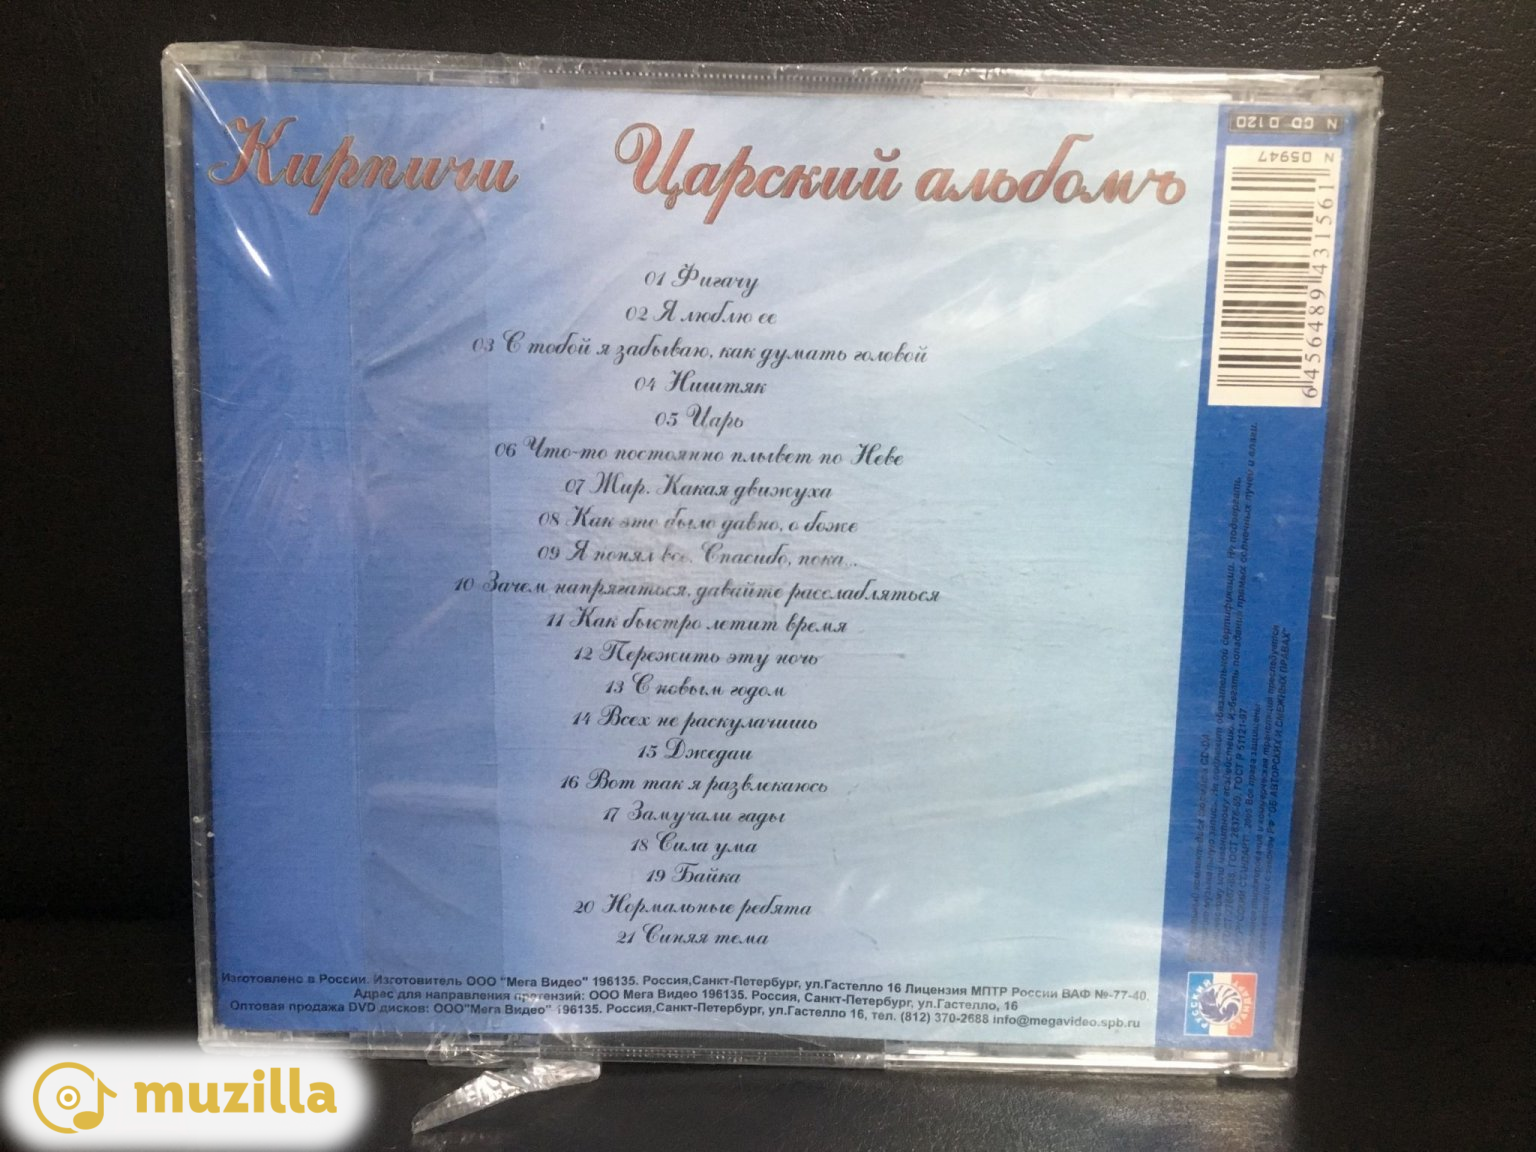 Кирпичи
Царский альбомъ
01 Фигачу
02 Я люблю ее
03 С тобой я забываю, как думать головой
04 Ништяк
05 Царь
06 Что-то постоянно плывет по Неве
07 Жир. Какая движуха
08 Как это было давно, о боже
09 Я понял все. Спасибо, пока...
10 Зачем напрягаться, давайте расслабляться
11 Как быстро летит время
12 Пережить эту ночь
13 С новым годом
14 Всех не раскулачишь
15 Джедаи
16 Вот так я развлекаюсь
17 Замучали гады
18 Сила ума
19 Байка
20 Нормальные ребята
21 Синяя тема
Изготовлено в России. Изготовитель ООО "Мега Видео" 196135. Россия,Санкт-Петербург, ул.Гастелло 16 Лицензия МПТР России ВАФ №-77-40.
Адрес для направления претензий: ООО Мега Видео 196135. Россия, Санкт-Петербург, ул.Гастелло, 16
Оптовая продажа DVD дисков: ООО"Мега Видео" 196135. Россия,Санкт-Петербург, ул.Гастелло 16, тел. (812) 370-2688 info@megavideo.spb.ru
N CD 0120
N 05947
6 456489 431561
"ОБ АВТОРСКИХ И СМЕЖНЫХ ПРАВАХ"
muzilla